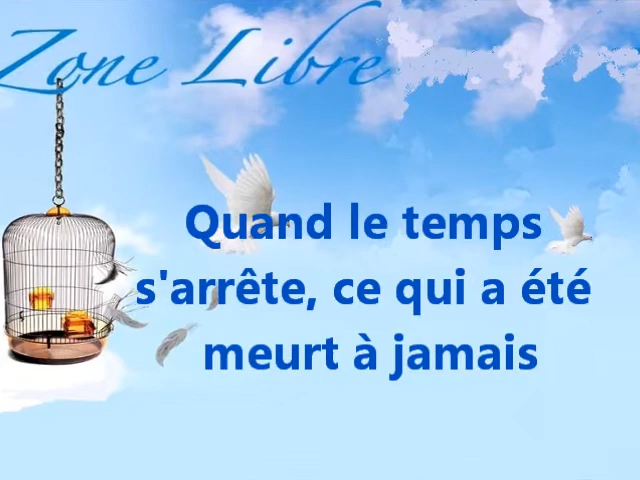 Zone Libre
Quand le temps
s'arrête, ce qui a été
meurt à jamais